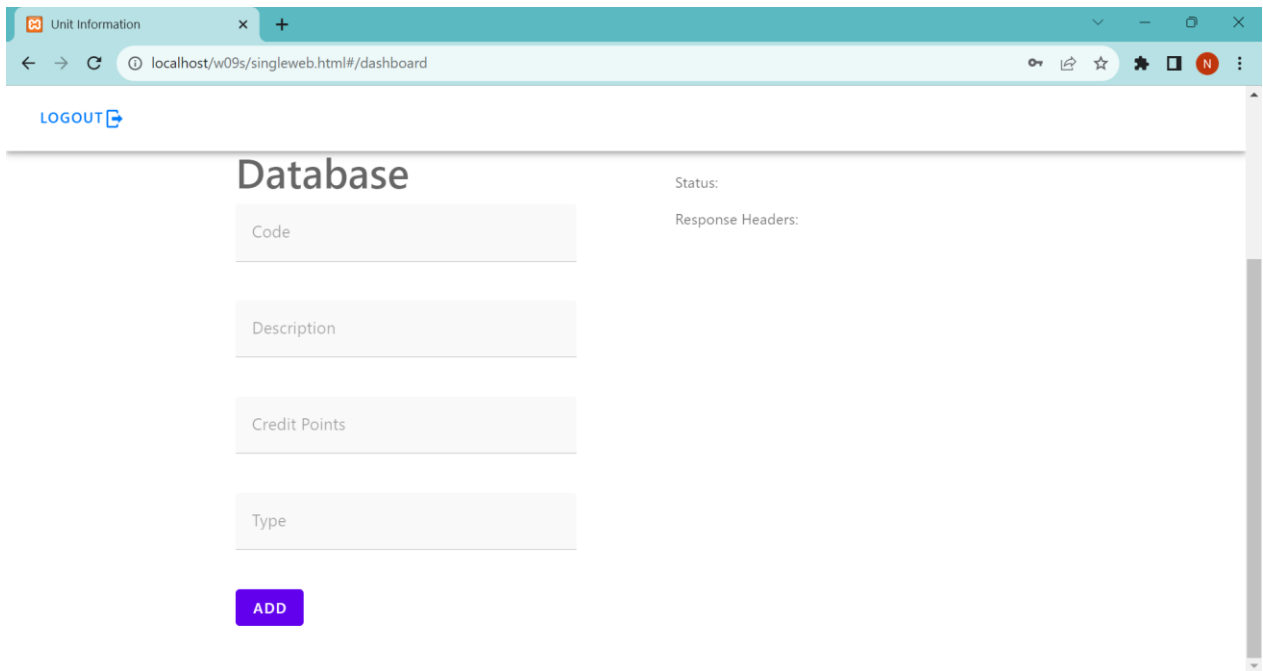 Unit Information
localhost/w09s/singleweb.html#/dashboard
N
LOGOUT
Database
Code
Description
Credit Points
Type
ADD
Status:
Response Headers: